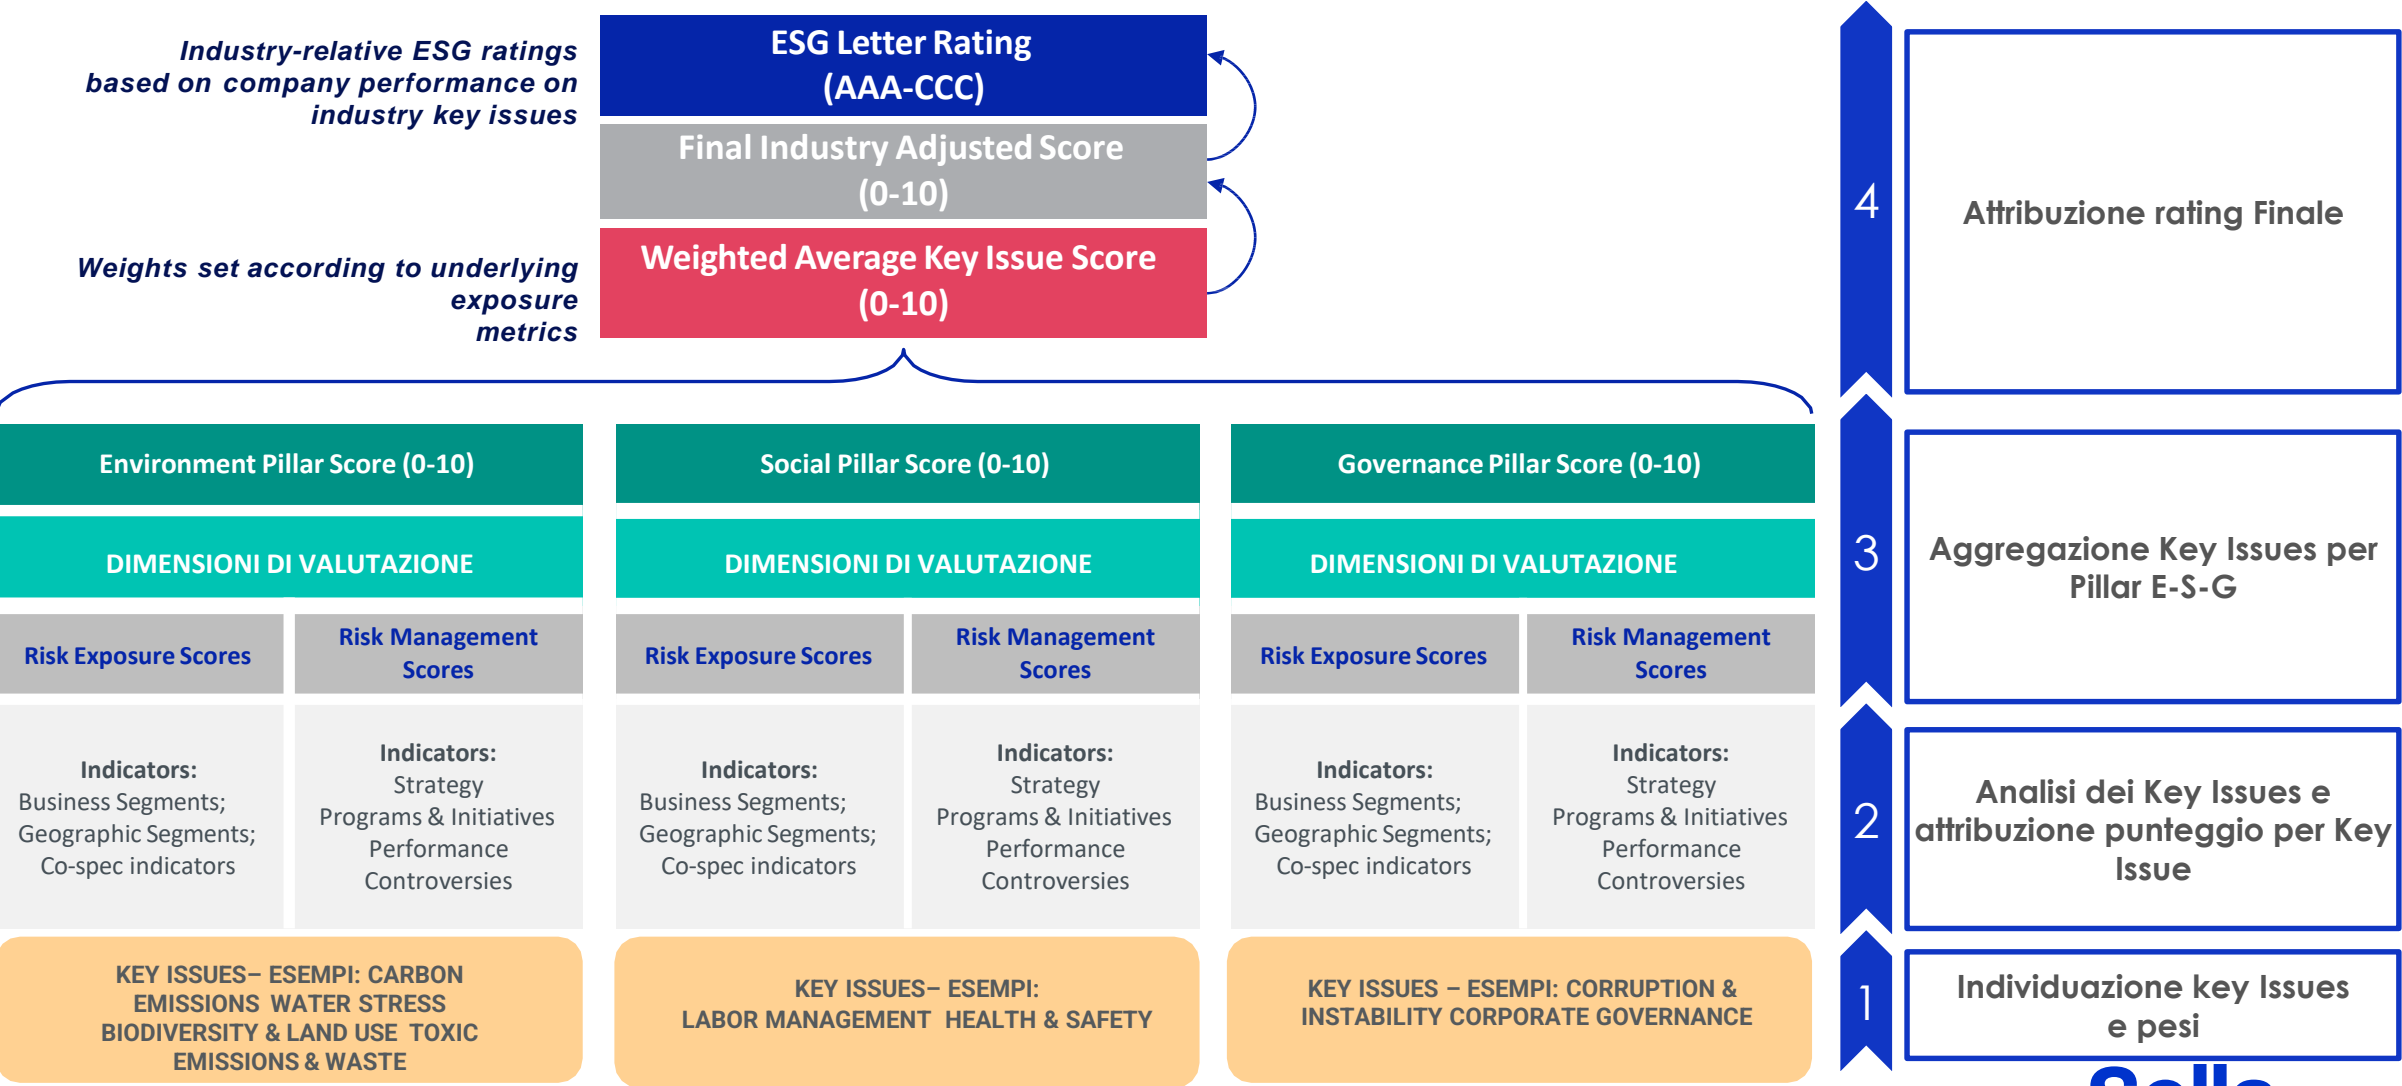 Industry-relative ESG ratings
based on company performance on
industry key issues
ESG Letter Rating
(AAA-CCC)
Final Industry Adjusted Score
(0-10)
Weights set according to underlying
exposure
metrics
Weighted Average Key Issue Score
(0-10)
4
Attribuzione rating Finale
Environment Pillar Score (0-10)
Social Pillar Score (0-10)
Governance Pillar Score (0-10)
DIMENSIONI DI VALUTAZIONE
DIMENSIONI DI VALUTAZIONE
DIMENSIONI DI VALUTAZIONE
3
Aggregazione Key Issues per
Pillar E-S-G
Risk Exposure Scores
Risk Management
Scores
Risk Exposure Scores
Risk Management
Scores
Risk Exposure Scores
Risk Management
Scores
Indicators:
Business Segments;
Geographic Segments;
Co-spec indicators
Indicators:
Strategy
Programs & Initiatives
Performance
Controversies
Indicators:
Business Segments;
Geographic Segments;
Co-spec indicators
Indicators:
Strategy
Programs & Initiatives
Performance
Controversies
Indicators:
Business Segments;
Geographic Segments;
Co-spec indicators
Indicators:
Strategy
Programs & Initiatives
Performance
Controversies
2
Analisi dei Key Issues e
attribuzione punteggio per Key
Issue
KEY ISSUES– ESEMPI: CARBON
EMISSIONS WATER STRESS
BIODIVERSITY & LAND USE TOXIC
EMISSIONS & WASTE
KEY ISSUES– ESEMPI:
LABOR MANAGEMENT HEALTH & SAFETY
KEY ISSUES – ESEMPI: CORRUPTION &
INSTABILITY CORPORATE GOVERNANCE
1
Individuazione key Issues
e pesi